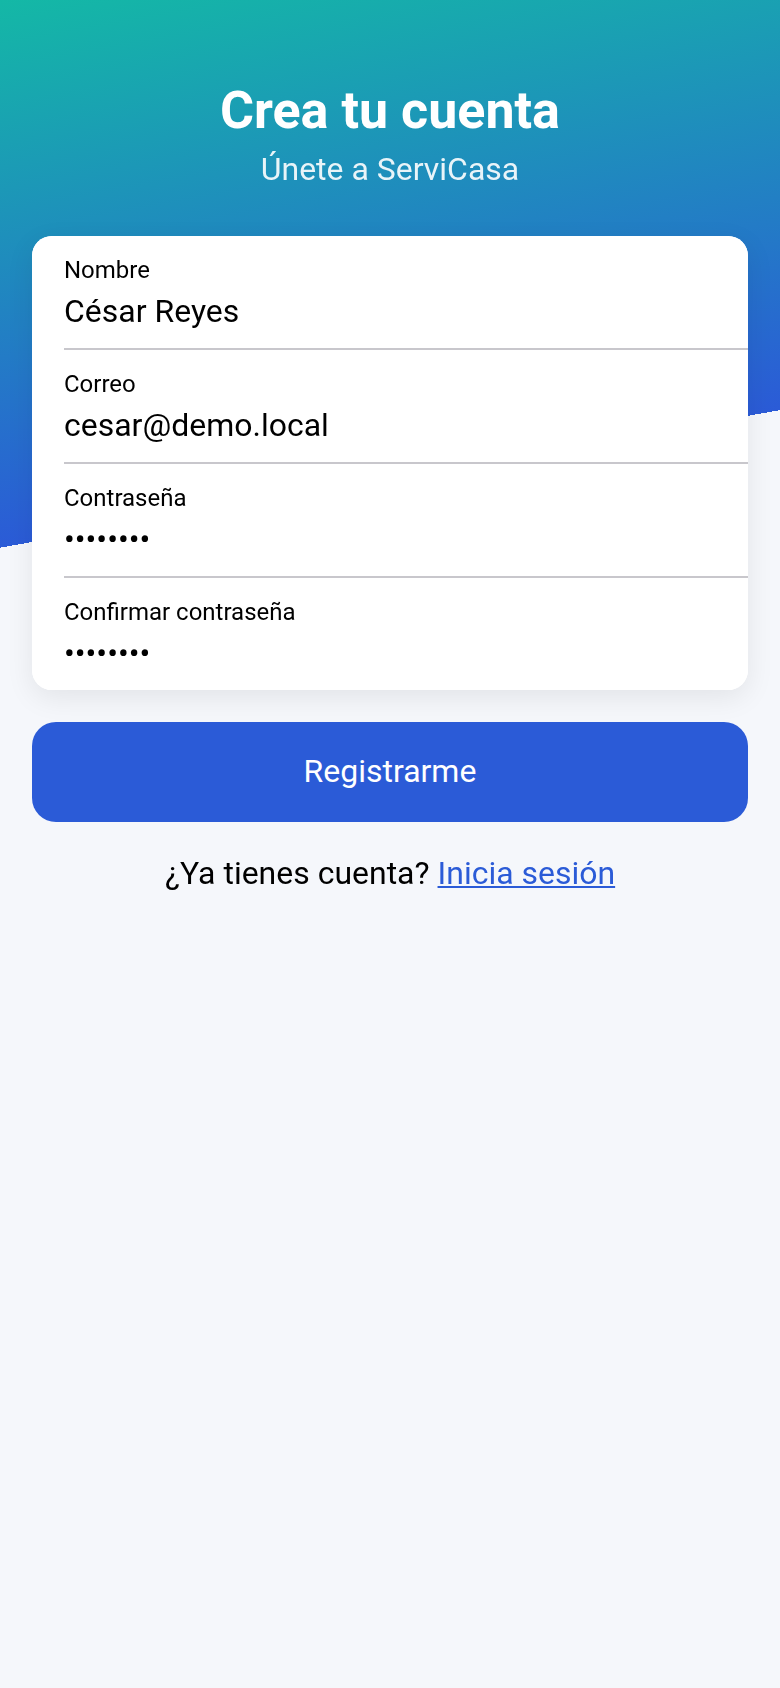 Crea tu cuenta
Únete a ServiCasa
Nombre
César Reyes
Correo
cesar@demo.local
Contraseña
••••••••
Confirmar contraseña
••••••••
Registrarme
¿Ya tienes cuenta? Inicia sesión